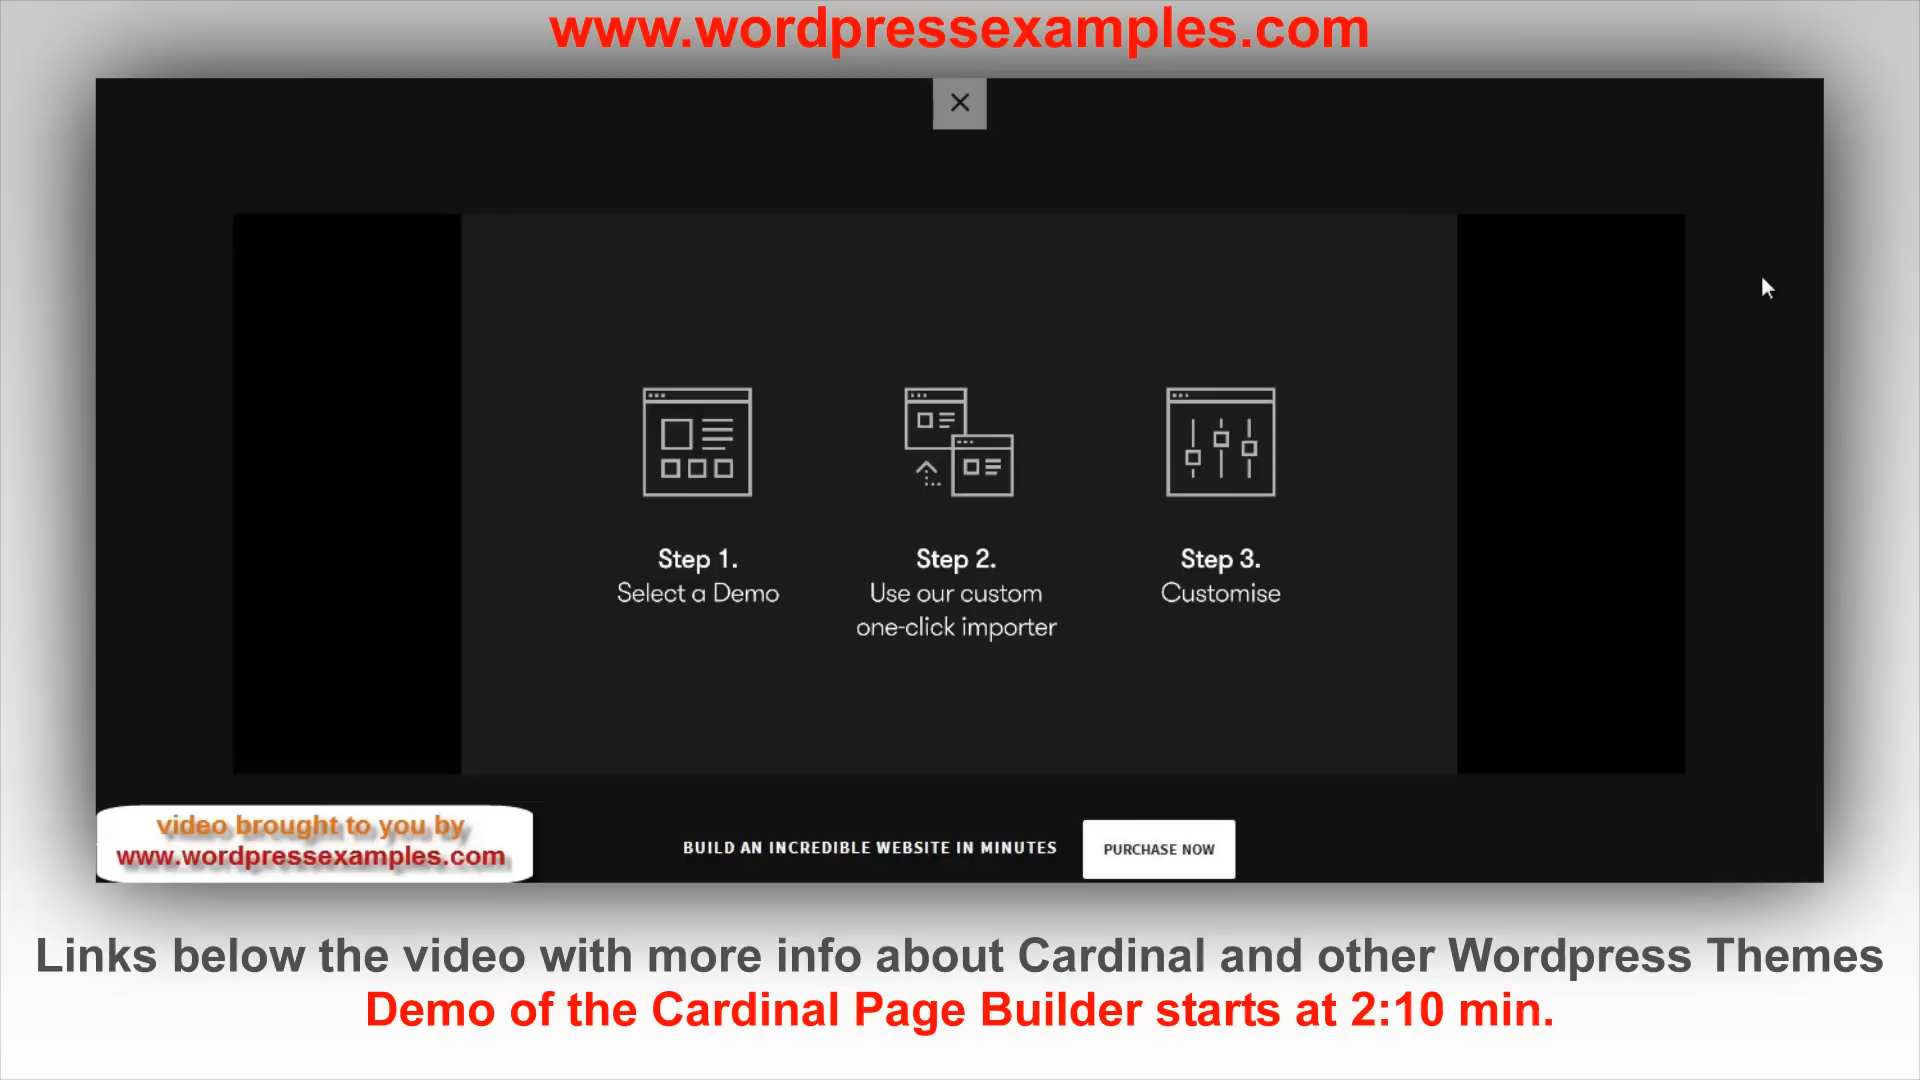 www.wordpressexamples.com
Step 1.
Select a Demo
Step 2.
Use our custom
one-click importer
Step 3.
Customise
video brought to you by
www.wordpressexamples.com
BUILD AN INCREDIBLE WEBSITE IN MINUTES
PURCHASE NOW
Links below the video with more info about Cardinal and other Wordpress Themes
Demo of the Cardinal Page Builder starts at 2:10 min.